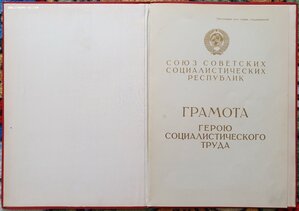 СОЮЗ СОВЕТСКИХ
СОЦИАЛИСТИЧЕСКИХ
РЕСПУБЛИК
ГРАМОТА
ГЕРОЮ
СОЦИАЛИСТИЧЕСКОГО
ТРУДА